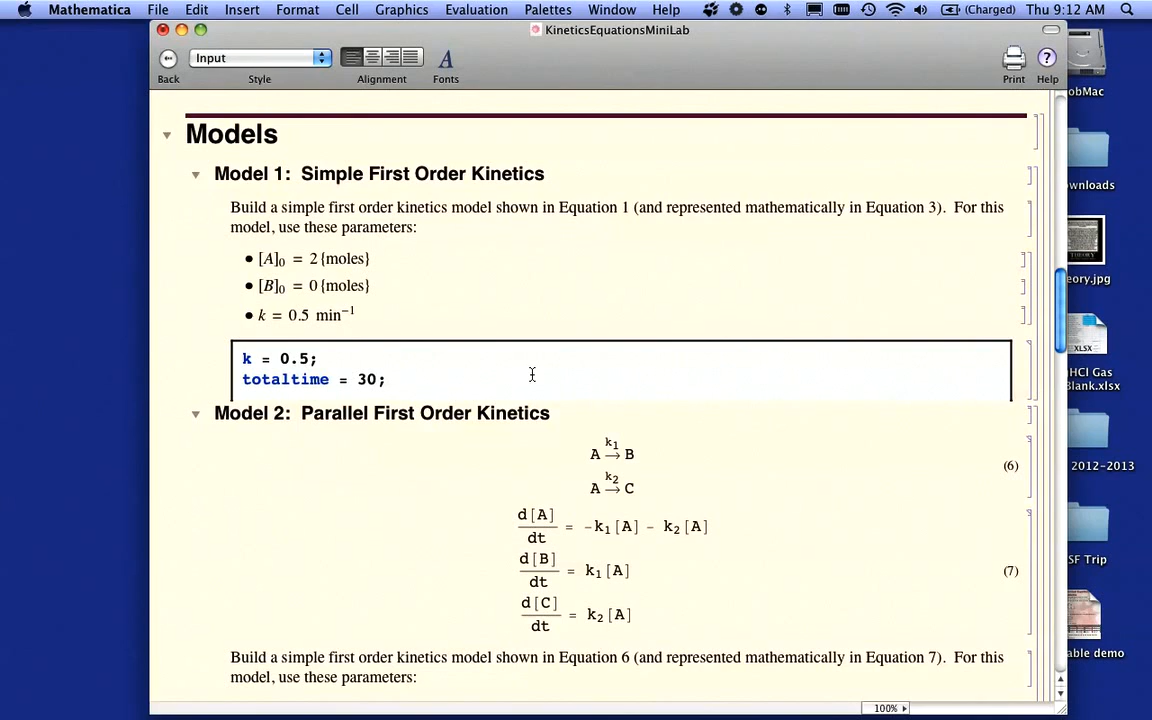 Mathematica File Edit Insert Format Cell Graphics Evaluation Palettes Window Help (Charged) Thu 9:12 AM
KineticsEquationsMiniLab
Input
Back Style Alignment Fonts Print Help
Models
Model 1: Simple First Order Kinetics
Build a simple first order kinetics model shown in Equation 1 (and represented mathematically in Equation 3). For this
model, use these parameters:
• [A]₀ = 2 {moles}
• [B]₀ = 0 {moles}
• k = 0.5 min⁻¹
k = 0.5;
totaltime = 30;
Model 2: Parallel First Order Kinetics
A →k₁ B
A →k₂ C
(6)
d[A]/dt = -k₁[A] - k₂[A]
d[B]/dt = k₁[A]
(7)
d[C]/dt = k₂[A]
Build a simple first order kinetics model shown in Equation 6 (and represented mathematically in Equation 7). For this
model, use these parameters:
100%
obMac
wnloads
eory.jpg
XLSX
HCl Gas
Blank.xlsx
2012-2013
SF Trip
able demo